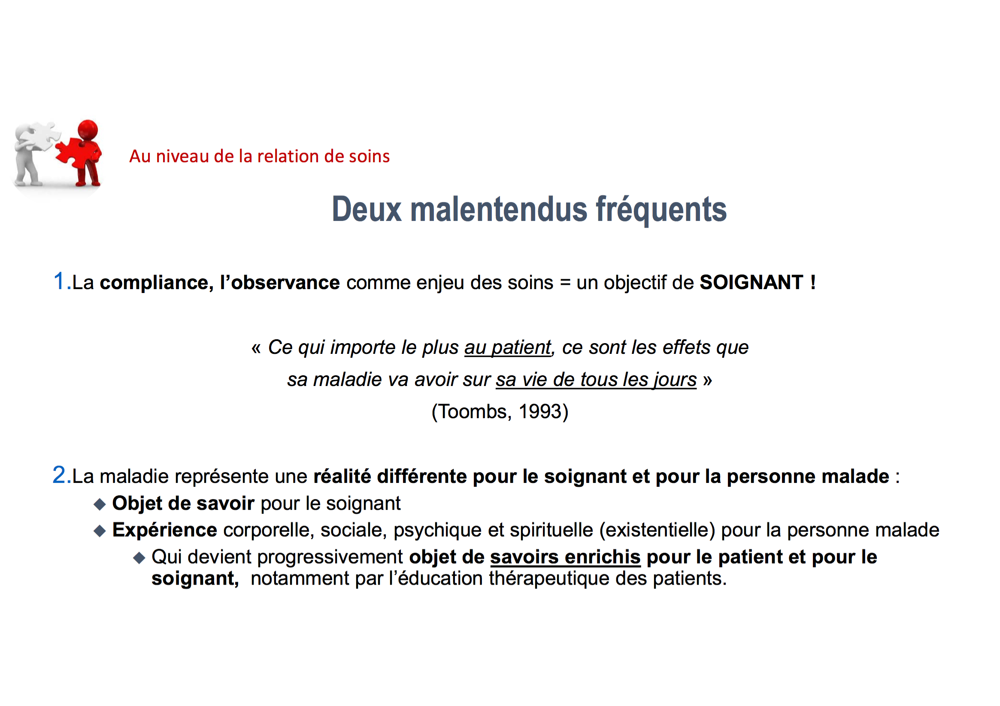 Au niveau de la relation de soins
Deux malentendus fréquents
1.La compliance, l’observance comme enjeu des soins = un objectif de SOIGNANT !
« Ce qui importe le plus au patient, ce sont les effets que
sa maladie va avoir sur sa vie de tous les jours »
(Toombs, 1993)
2.La maladie représente une réalité différente pour le soignant et pour la personne malade :
◆ Objet de savoir pour le soignant
◆ Expérience corporelle, sociale, psychique et spirituelle (existentielle) pour la personne malade
◆ Qui devient progressivement objet de savoirs enrichis pour le patient et pour le
soignant,  notamment par l’éducation thérapeutique des patients.